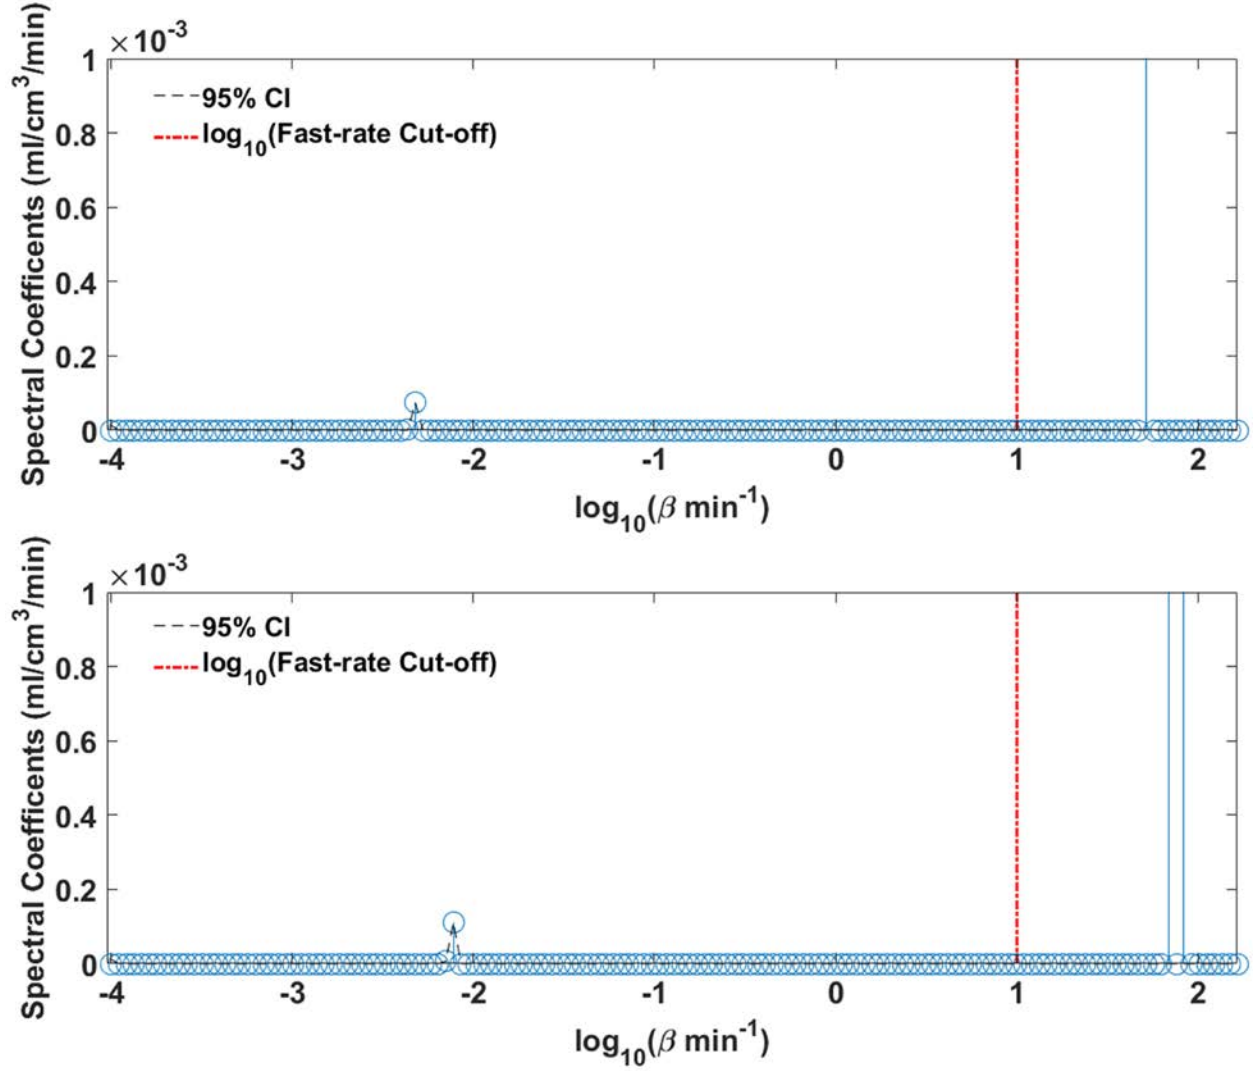 ×10-3
1
0.8
0.6
0.4
0.2
0
Spectral Coefficents (ml/cm3/min)
95% CI
log10(Fast-rate Cut-off)
-4 -3 -2 -1 0 1 2
log10(β min-1)
×10-3
1
0.8
0.6
0.4
0.2
0
Spectral Coefficents (ml/cm3/min)
95% CI
log10(Fast-rate Cut-off)
-4 -3 -2 -1 0 1 2
log10(β min-1)